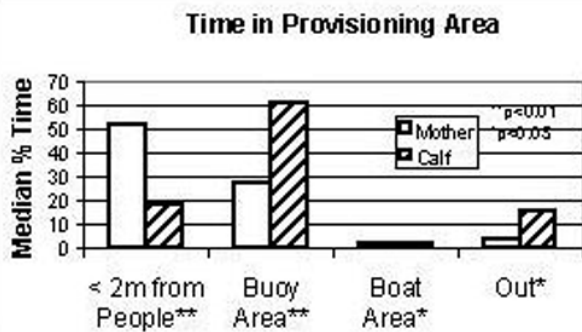 Time in Provisioning Area
Median % Time
70
60
50
40
30
20
10
0
**p<0.01
*p<0.05
Mother
Calf
< 2m from
People**
Buoy
Area**
Boat
Area*
Out*